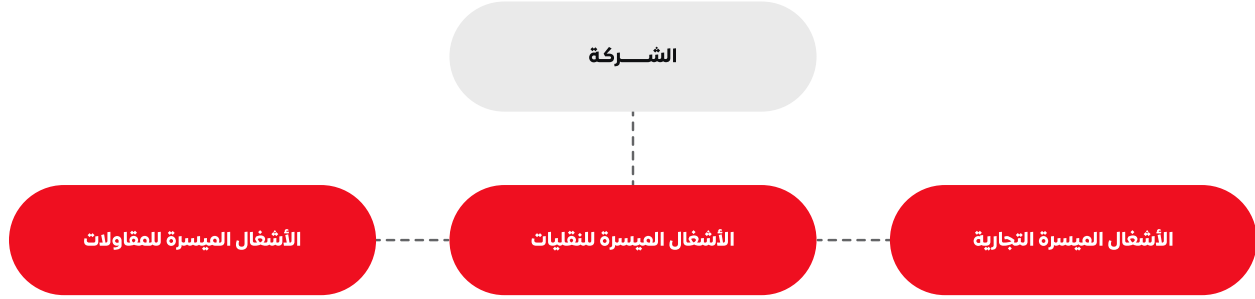 الشـــركة
الأشغال الميسرة التجارية
الأشغال الميسرة للنقليات
الأشغال الميسرة للمقاولات